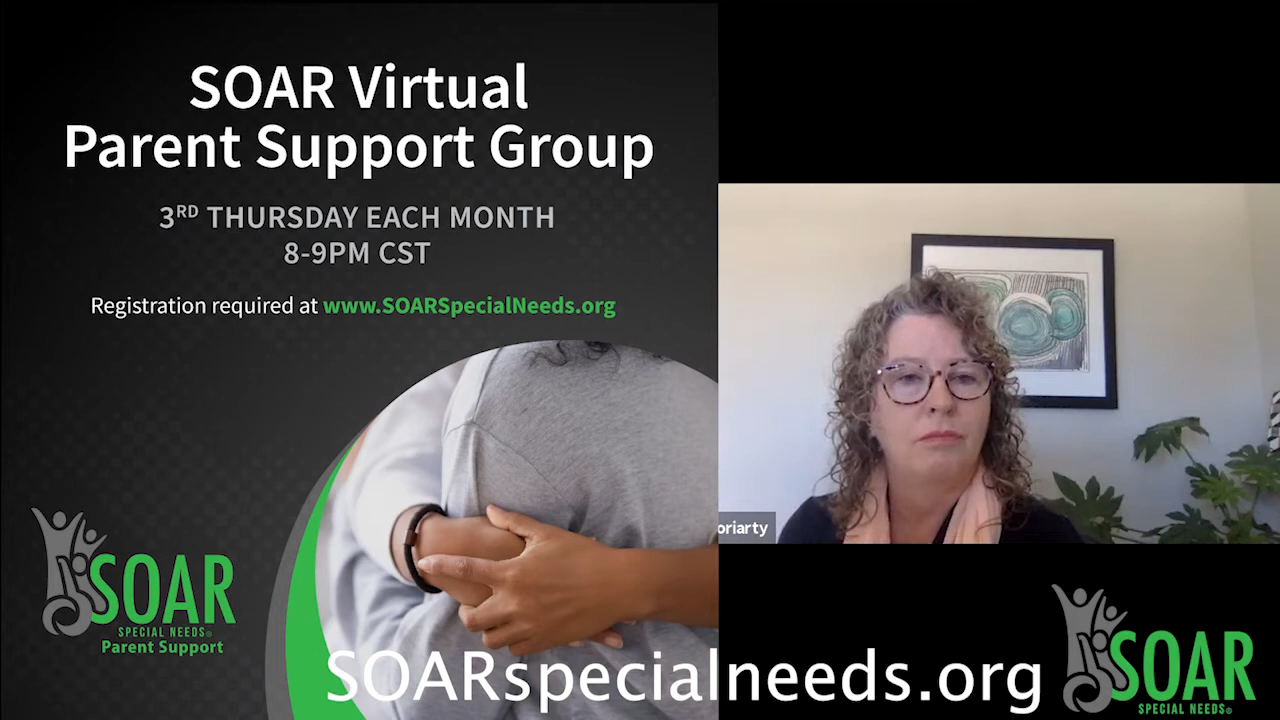 SOAR Virtual
Parent Support Group
3RD THURSDAY EACH MONTH
8-9PM CST
Registration required at www.SOARSpecialNeeds.org
oriarty
SOAR
SPECIAL NEEDS®
Parent Support
SOARspecialneeds.org
SOAR
SPECIAL NEEDS®